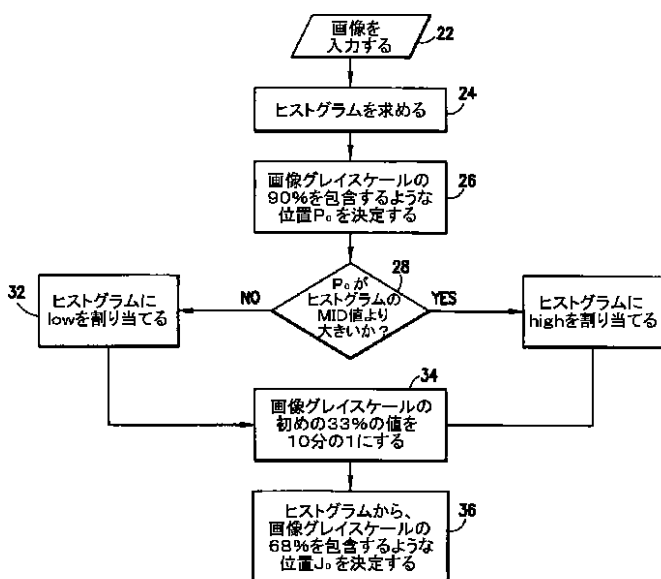 画像を
入力する
22
ヒストグラムを求める
24
画像グレイスケールの
90%を包含するような
位置P₀を決定する
26
P₀が
ヒストグラムの
MID値より
大きいか?
28
NO
YES
32
ヒストグラムに
lowを割り当てる
ヒストグラムに
highを割り当てる
34
画像グレイスケールの
初めの33%の値を
10分の1にする
ヒストグラムから、
画像グレイスケールの
68%を包含するような
位置J₀を決定する
36